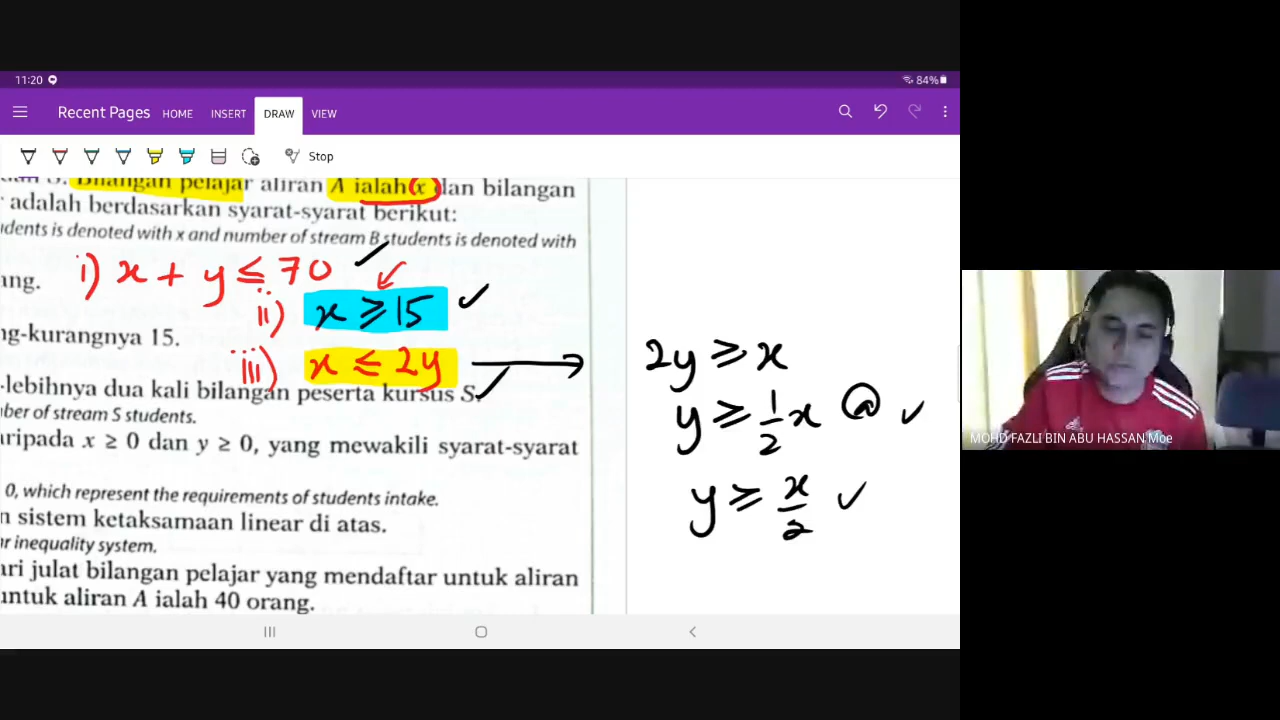 11:20
84%
Recent Pages HOME INSERT DRAW VIEW
Stop
dan S. Bilangan pelajar aliran A ialah x dan bilangan
r adalah berdasarkan syarat-syarat berikut:
dents is denoted with x and number of stream B students is denoted with
i) x + y ≤ 70 ✓
ang.
ii) x ≥ 15 ✓
ng-kurangnya 15.
iii) x ≤ 2y
-lebihnya dua kali bilangan peserta kursus S.
ber of stream S students.
aripada x ≥ 0 dan y ≥ 0, yang mewakili syarat-syarat
0, which represent the requirements of students intake.
n sistem ketaksamaan linear di atas.
r inequality system.
ari julat bilangan pelajar yang mendaftar untuk aliran
untuk aliran A ialah 40 orang.
2y ≥ x
y ≥ 1/2 x @ ✓
y ≥ x/2 ✓
MOHD FAZLI BIN ABU HASSAN Moe